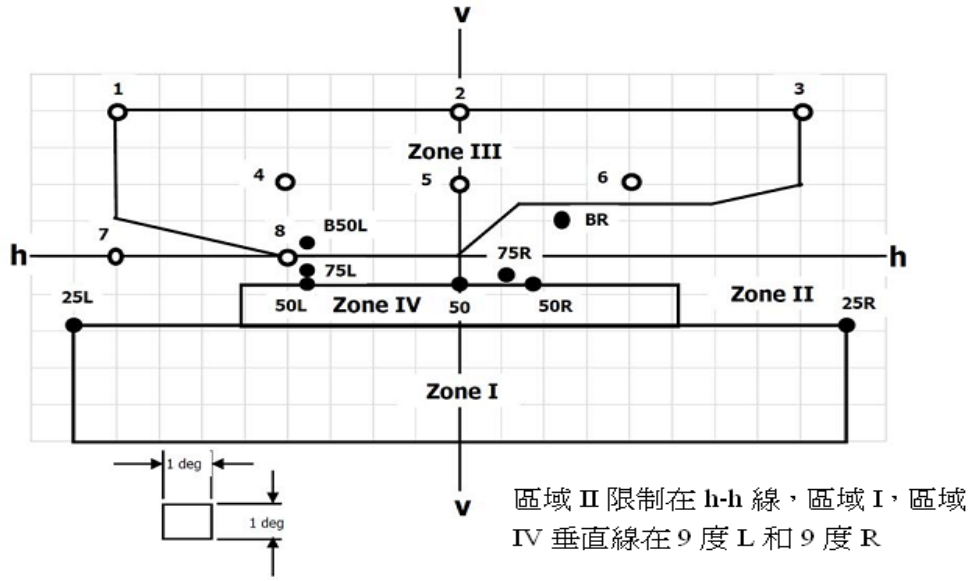 v
1
2
3
Zone III
4
5
6
B50L
BR
7
8
h
h
75L
75R
25L
50L
Zone IV
50
50R
Zone II
25R
Zone I
1 deg
1 deg
v
區域 II 限制在 h-h 線，區域 I，區域
IV 垂直線在 9 度 L 和 9 度 R